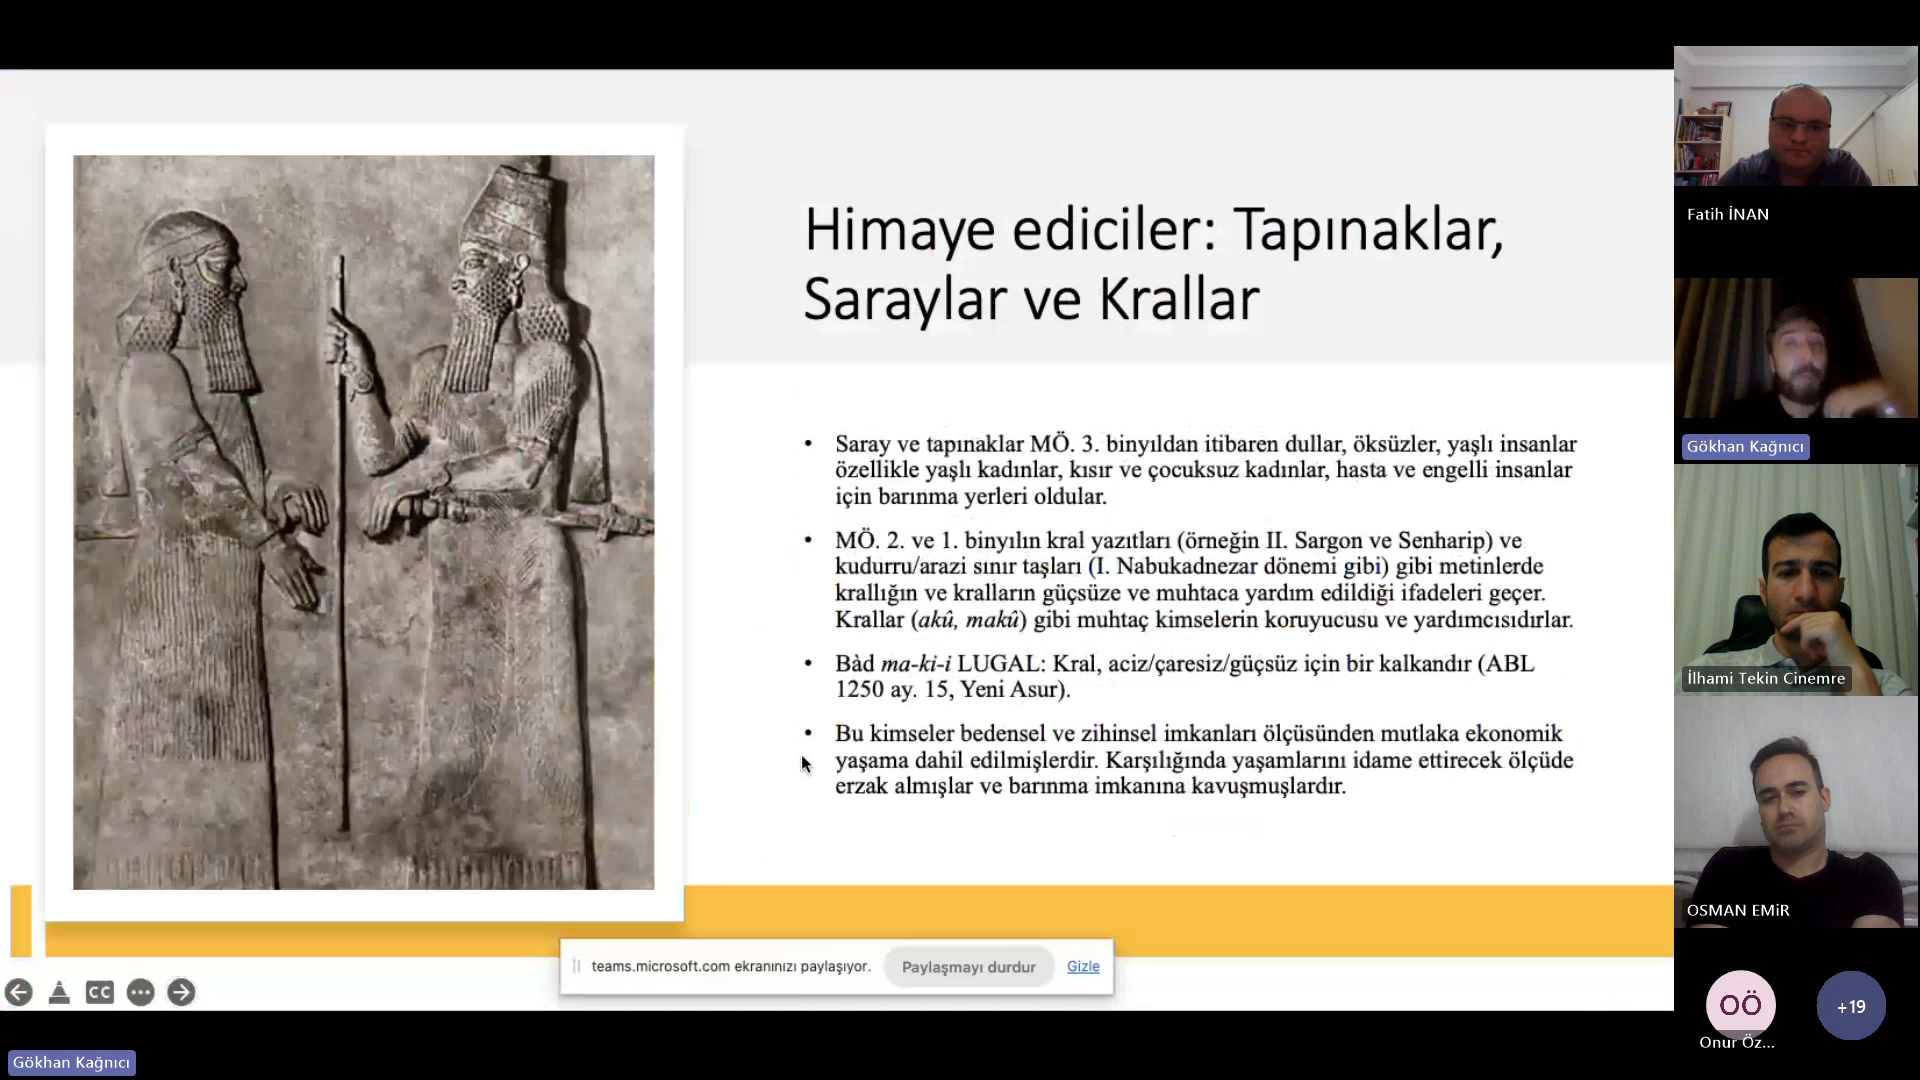 Himaye ediciler: Tapınaklar,
Saraylar ve Krallar
• Saray ve tapınaklar MÖ. 3. binyıldan itibaren dullar, öksüzler, yaşlı insanlar
özellikle yaşlı kadınlar, kısır ve çocuksuz kadınlar, hasta ve engelli insanlar
için barınma yerleri oldular.
• MÖ. 2. ve 1. binyılın kral yazıtları (örneğin II. Sargon ve Senharip) ve
kudurru/arazi sınır taşları (I. Nabukadnezar dönemi gibi) gibi metinlerde
krallığın ve kralların güçsüze ve muhtaca yardım edildiği ifadeleri geçer.
Krallar (akû, makû) gibi muhtaç kimselerin koruyucusu ve yardımcısıdırlar.
• Bàd ma-ki-i LUGAL: Kral, aciz/çaresiz/güçsüz için bir kalkandır (ABL
1250 ay. 15, Yeni Asur).
• Bu kimseler bedensel ve zihinsel imkanları ölçüsünden mutlaka ekonomik
yaşama dahil edilmişlerdir. Karşılığında yaşamlarını idame ettirecek ölçüde
erzak almışlar ve barınma imkanına kavuşmuşlardır.
teams.microsoft.com ekranınızı paylaşıyor.
Paylaşmayı durdur
Gizle
CC
Gökhan Kağnıcı
Fatih İNAN
Gökhan Kağnıcı
İlhami Tekin Cinemre
OSMAN EMiR
OÖ
+19
Onur Öz...